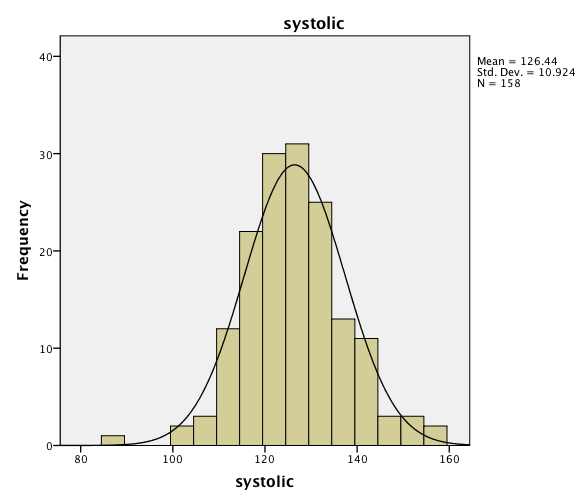 systolic
Mean = 126.44
Std. Dev. = 10.924
N = 158
Frequency
40
30
20
10
0
80 100 120 140 160
systolic